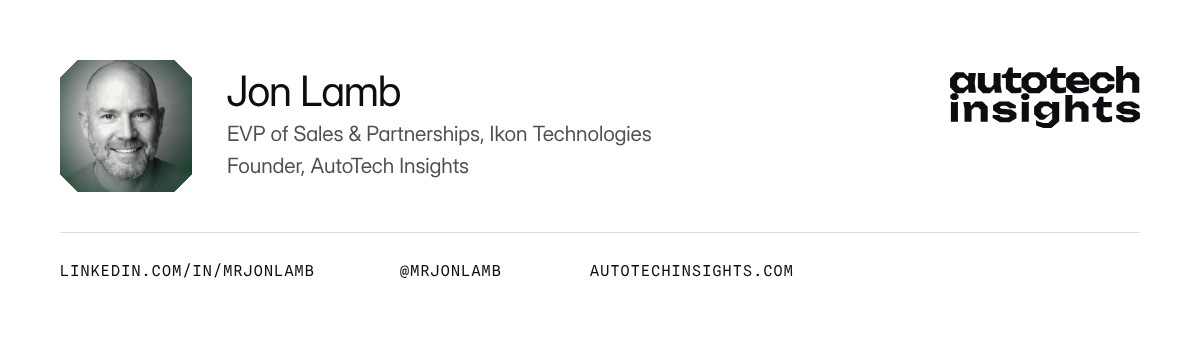 Jon Lamb
EVP of Sales & Partnerships, Ikon Technologies
Founder, AutoTech Insights
autotech
insights
LINKEDIN.COM/IN/MRJONLAMB
@MRJONLAMB
AUTOTECHINSIGHTS.COM